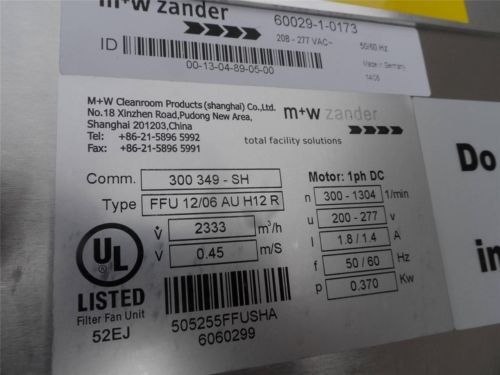 m+w zander
60029-1-0173
208 - 277 VAC~
50/60 Hz
ID
00-13-04-89-05-00
Made in Germany
14/05
M+W Cleanroom Products (shanghai) Co.,Ltd.
No.18 Xinzhen Road,Pudong New Area,
Shanghai 201203,China
Tel: +86-21-5896 5992
Fax: +86-21-5896 5991
m+w zander
total facility solutions
Comm. 300 349 - SH
Type FFU 12/06 AU H12 R
V̇ 2333 m³/h
V 0.45 m/S
Motor: 1ph DC
n 300 - 1304 1/min
u 200 - 277 v
I 1.8 / 1.4 A
f 50 / 60 Hz
p 0.370 Kw
UL
LISTED
Filter Fan Unit
52EJ
505255FFUSHA
6060299
Do
in